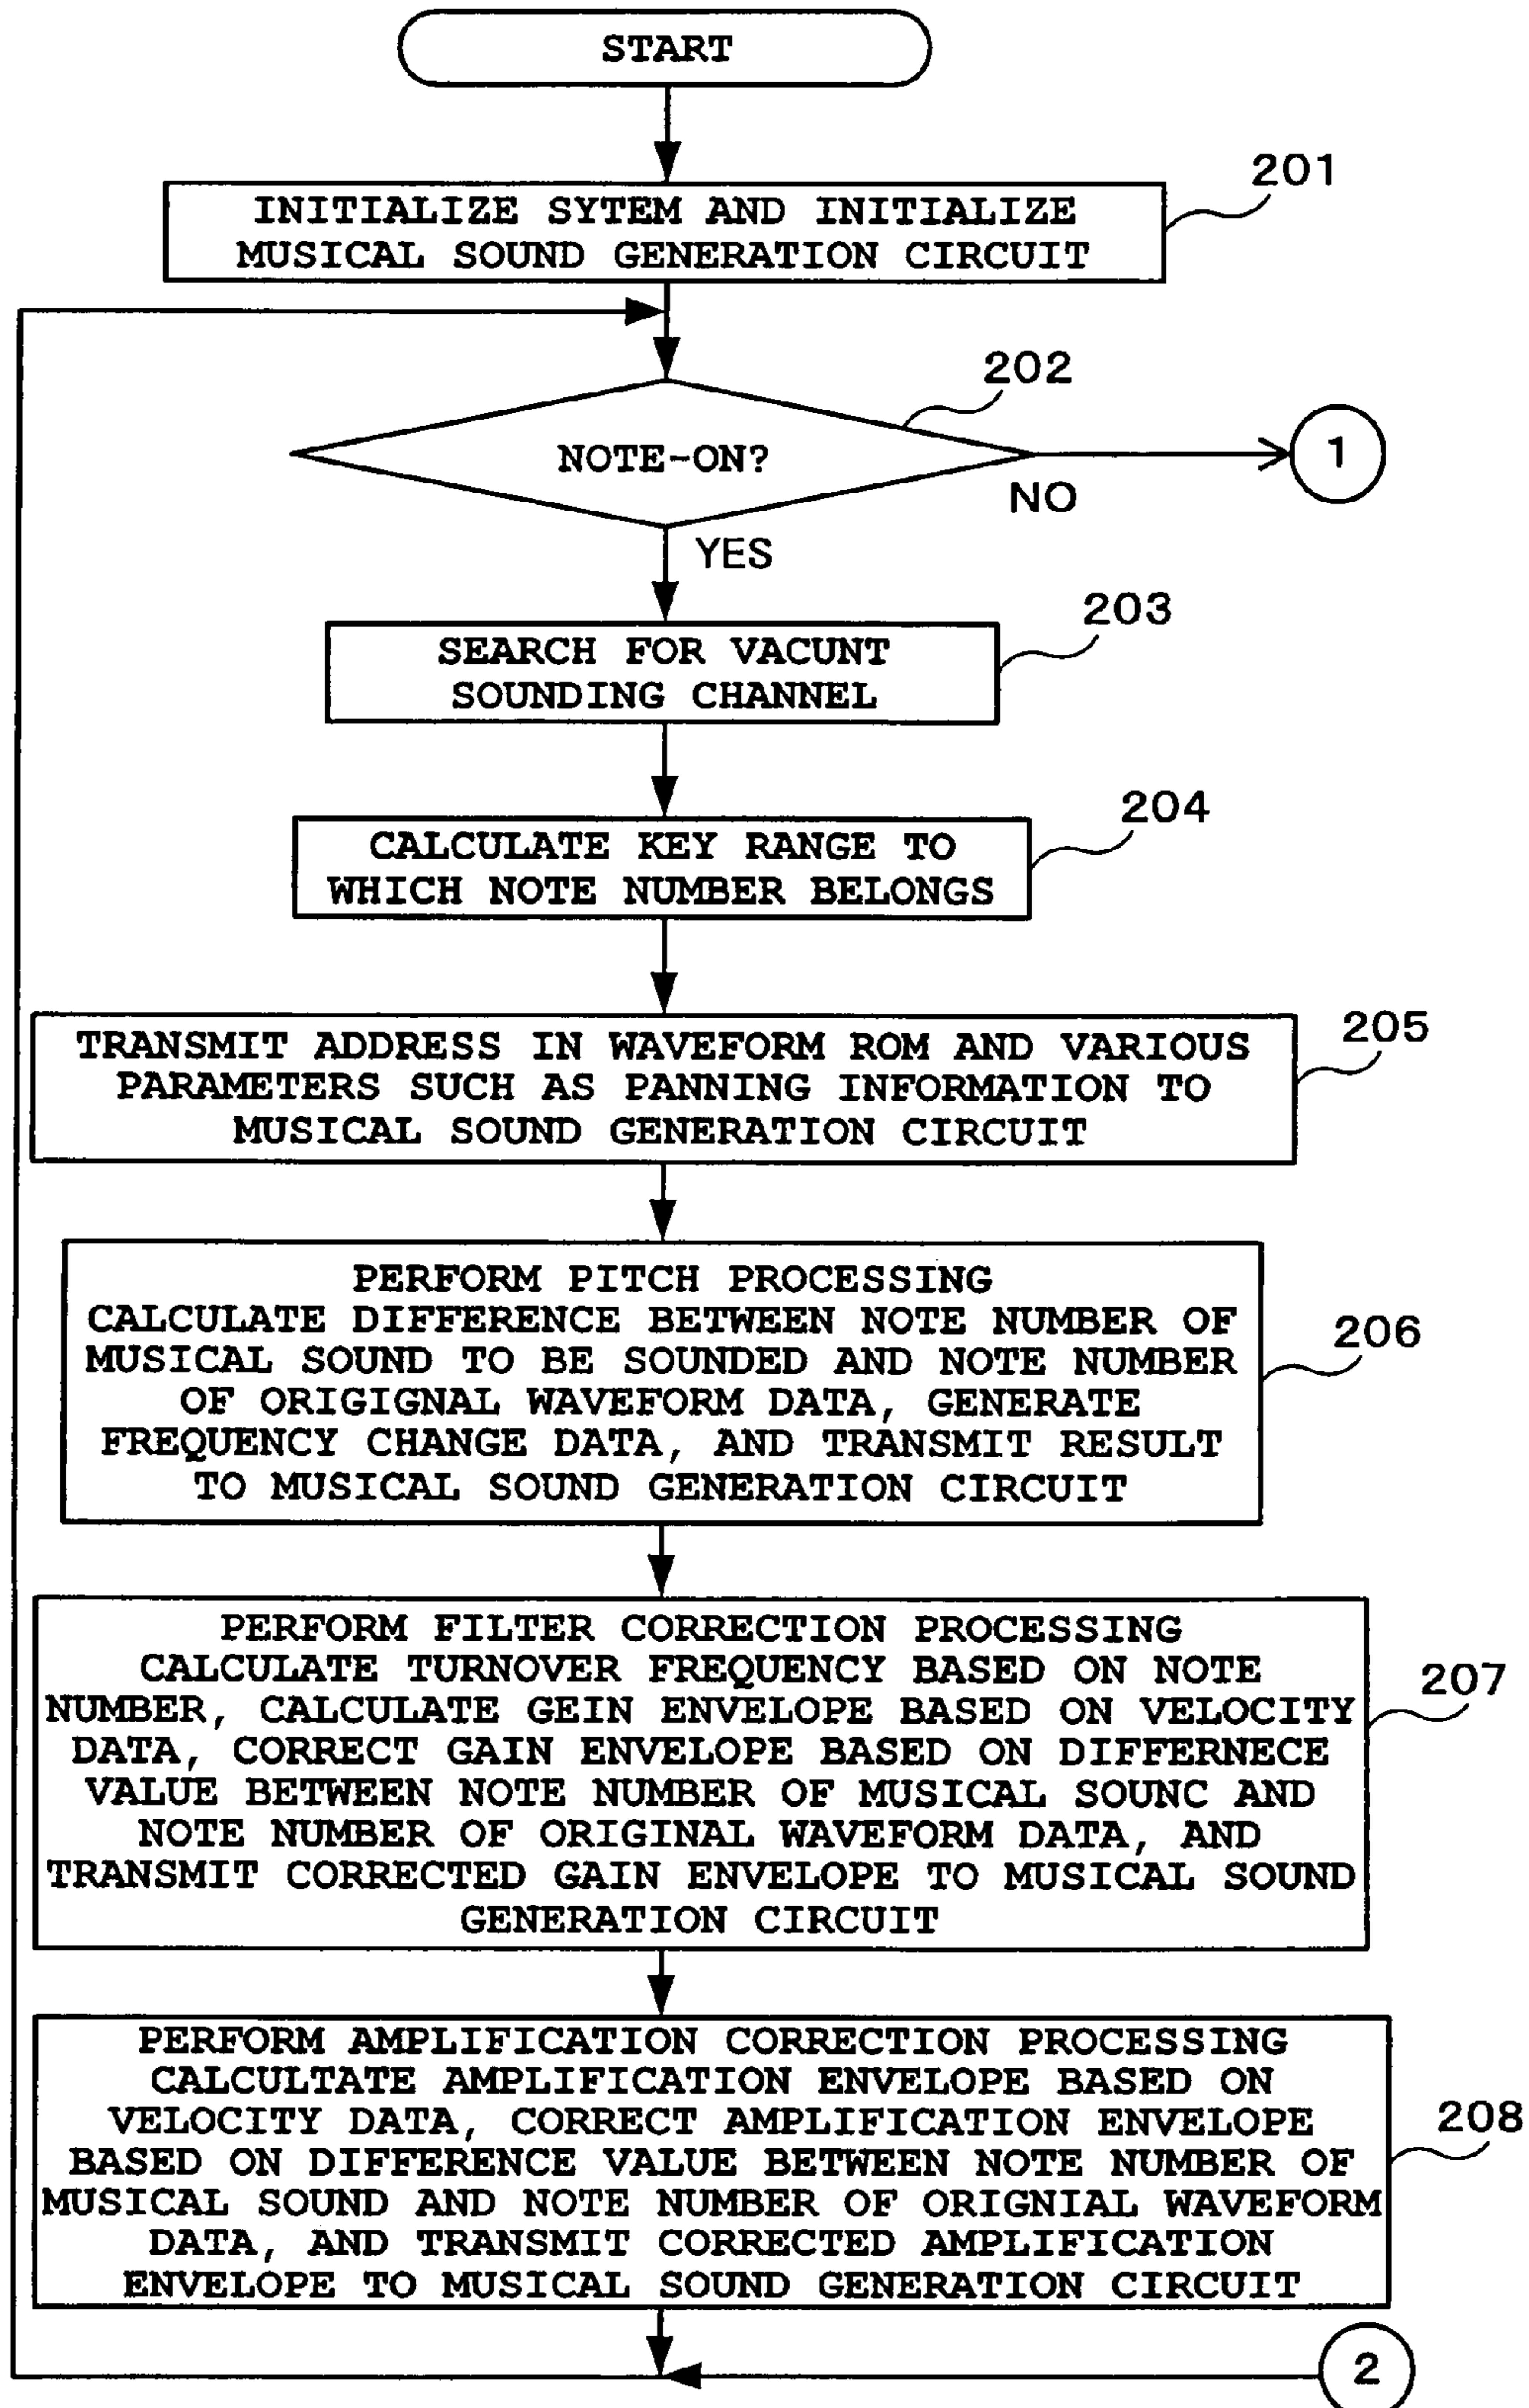 START
201
INITIALIZE SYTEM AND INITIALIZE
MUSICAL SOUND GENERATION CIRCUIT
202
NOTE-ON?
1
NO
YES
203
SEARCH FOR VACUNT
SOUNDING CHANNEL
204
CALCULATE KEY RANGE TO
WHICH NOTE NUMBER BELONGS
205
TRANSMIT ADDRESS IN WAVEFORM ROM AND VARIOUS
PARAMETERS SUCH AS PANNING INFORMATION TO
MUSICAL SOUND GENERATION CIRCUIT
206
PERFORM PITCH PROCESSING
CALCULATE DIFFERENCE BETWEEN NOTE NUMBER OF
MUSICAL SOUND TO BE SOUNDED AND NOTE NUMBER
OF ORIGIGNAL WAVEFORM DATA, GENERATE
FREQUENCY CHANGE DATA, AND TRANSMIT RESULT
TO MUSICAL SOUND GENERATION CIRCUIT
207
PERFORM FILTER CORRECTION PROCESSING
CALCULATE TURNOVER FREQUENCY BASED ON NOTE
NUMBER, CALCULATE GEIN ENVELOPE BASED ON VELOCITY
DATA, CORRECT GAIN ENVELOPE BASED ON DIFFERNECE
VALUE BETWEEN NOTE NUMBER OF MUSICAL SOUNC AND
NOTE NUMBER OF ORIGINAL WAVEFORM DATA, AND
TRANSMIT CORRECTED GAIN ENVELOPE TO MUSICAL SOUND
GENERATION CIRCUIT
208
PERFORM AMPLIFICATION CORRECTION PROCESSING
CALCULTATE AMPLIFICATION ENVELOPE BASED ON
VELOCITY DATA, CORRECT AMPLIFICATION ENVELOPE
BASED ON DIFFERENCE VALUE BETWEEN NOTE NUMBER OF
MUSICAL SOUND AND NOTE NUMBER OF ORIGNIAL WAVEFORM
DATA, AND TRANSMIT CORRECTED AMPLIFICATION
ENVELOPE TO MUSICAL SOUND GENERATION CIRCUIT
2